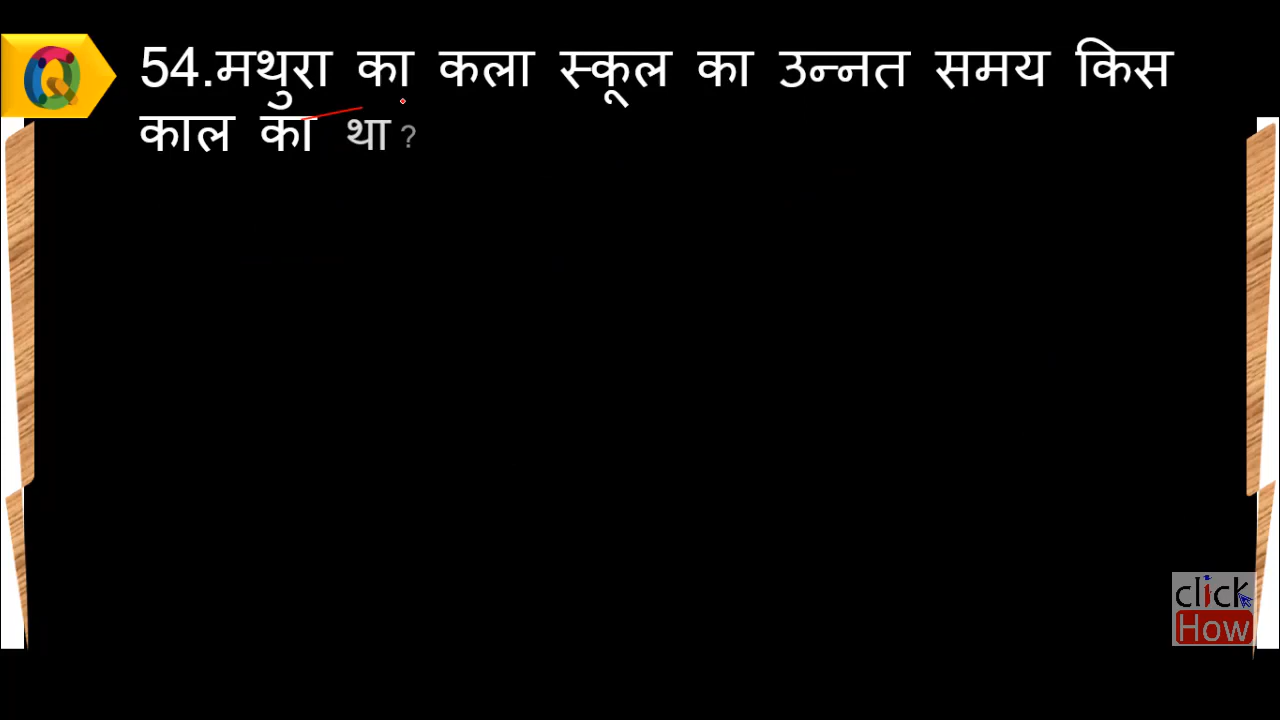 54.मथुरा का कला स्कूल का उन्नत समय किस
काल का था ?
click
How